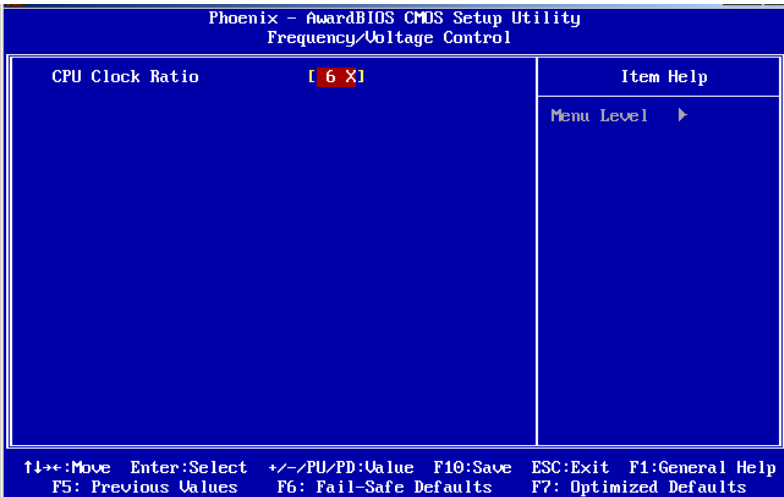 Phoenix - AwardBIOS CMOS Setup Utility
Frequency/Voltage Control
CPU Clock Ratio [ 6 X]
Item Help
Menu Level ▶
↑↓→←:Move Enter:Select +/-/PU/PD:Value F10:Save ESC:Exit F1:General Help
F5: Previous Values F6: Fail-Safe Defaults F7: Optimized Defaults